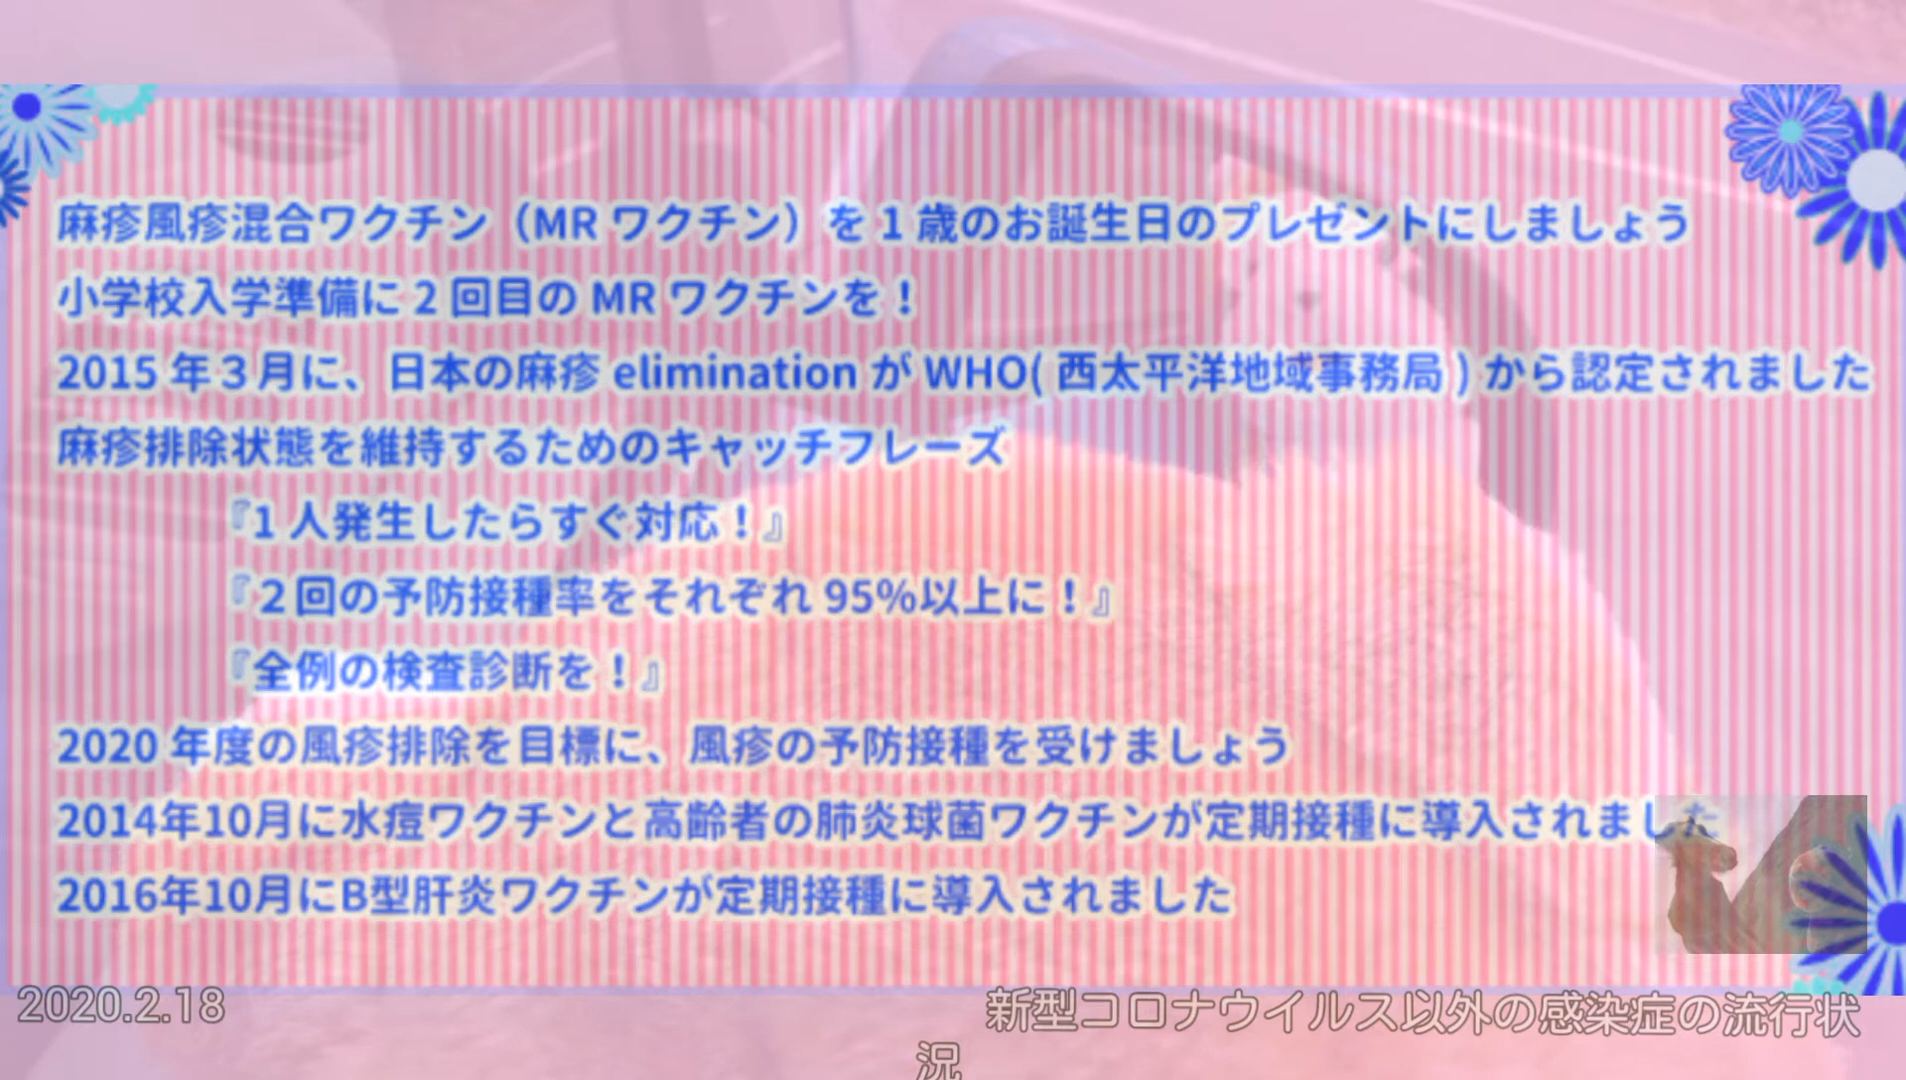 麻疹風疹混合ワクチン（MR ワクチン）を 1 歳のお誕生日のプレゼントにしましょう
小学校入学準備に 2 回目の MR ワクチンを！
2015 年３月に、日本の麻疹 elimination が WHO( 西太平洋地域事務局 ) から認定されました
麻疹排除状態を維持するためのキャッチフレーズ
『1 人発生したらすぐ対応！』
『２回の予防接種率をそれぞれ 95%以上に！』
『全例の検査診断を！』
2020 年度の風疹排除を目標に、風疹の予防接種を受けましょう
2014年10月に水痘ワクチンと高齢者の肺炎球菌ワクチンが定期接種に導入されました
2016年10月にB型肝炎ワクチンが定期接種に導入されました
2020.2.18
新型コロナウイルス以外の感染症の流行状
況